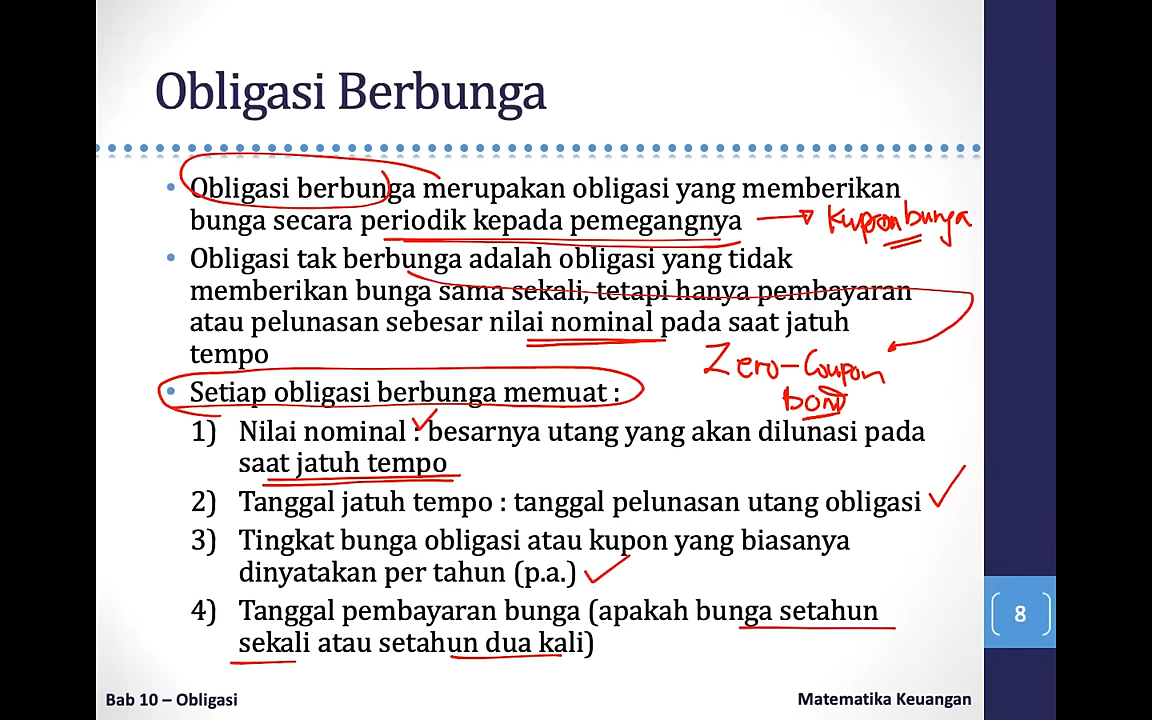 Obligasi Berbunga
• Obligasi berbunga merupakan obligasi yang memberikan
bunga secara periodik kepada pemegangnya → Kupon bunga
• Obligasi tak berbunga adalah obligasi yang tidak
memberikan bunga sama sekali, tetapi hanya pembayaran
atau pelunasan sebesar nilai nominal pada saat jatuh
tempo
Zero-Coupon
bond
• Setiap obligasi berbunga memuat :
1) Nilai nominal : besarnya utang yang akan dilunasi pada
saat jatuh tempo
2) Tanggal jatuh tempo : tanggal pelunasan utang obligasi
3) Tingkat bunga obligasi atau kupon yang biasanya
dinyatakan per tahun (p.a.)
4) Tanggal pembayaran bunga (apakah bunga setahun
sekali atau setahun dua kali)
8
Bab 10 – Obligasi
Matematika Keuangan